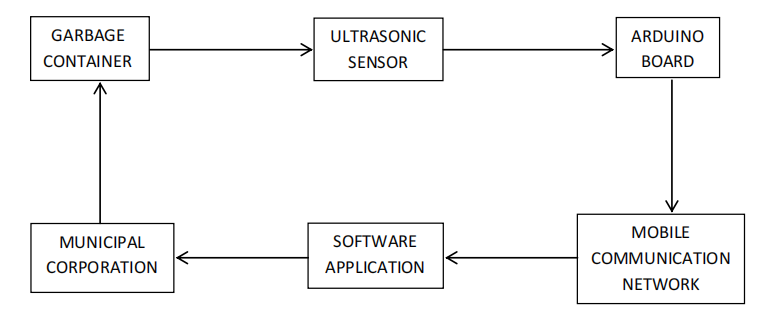 GARBAGE
CONTAINER
ULTRASONIC
SENSOR
ARDUINO
BOARD
MUNICIPAL
CORPORATION
SOFTWARE
APPLICATION
MOBILE
COMMUNICATION
NETWORK